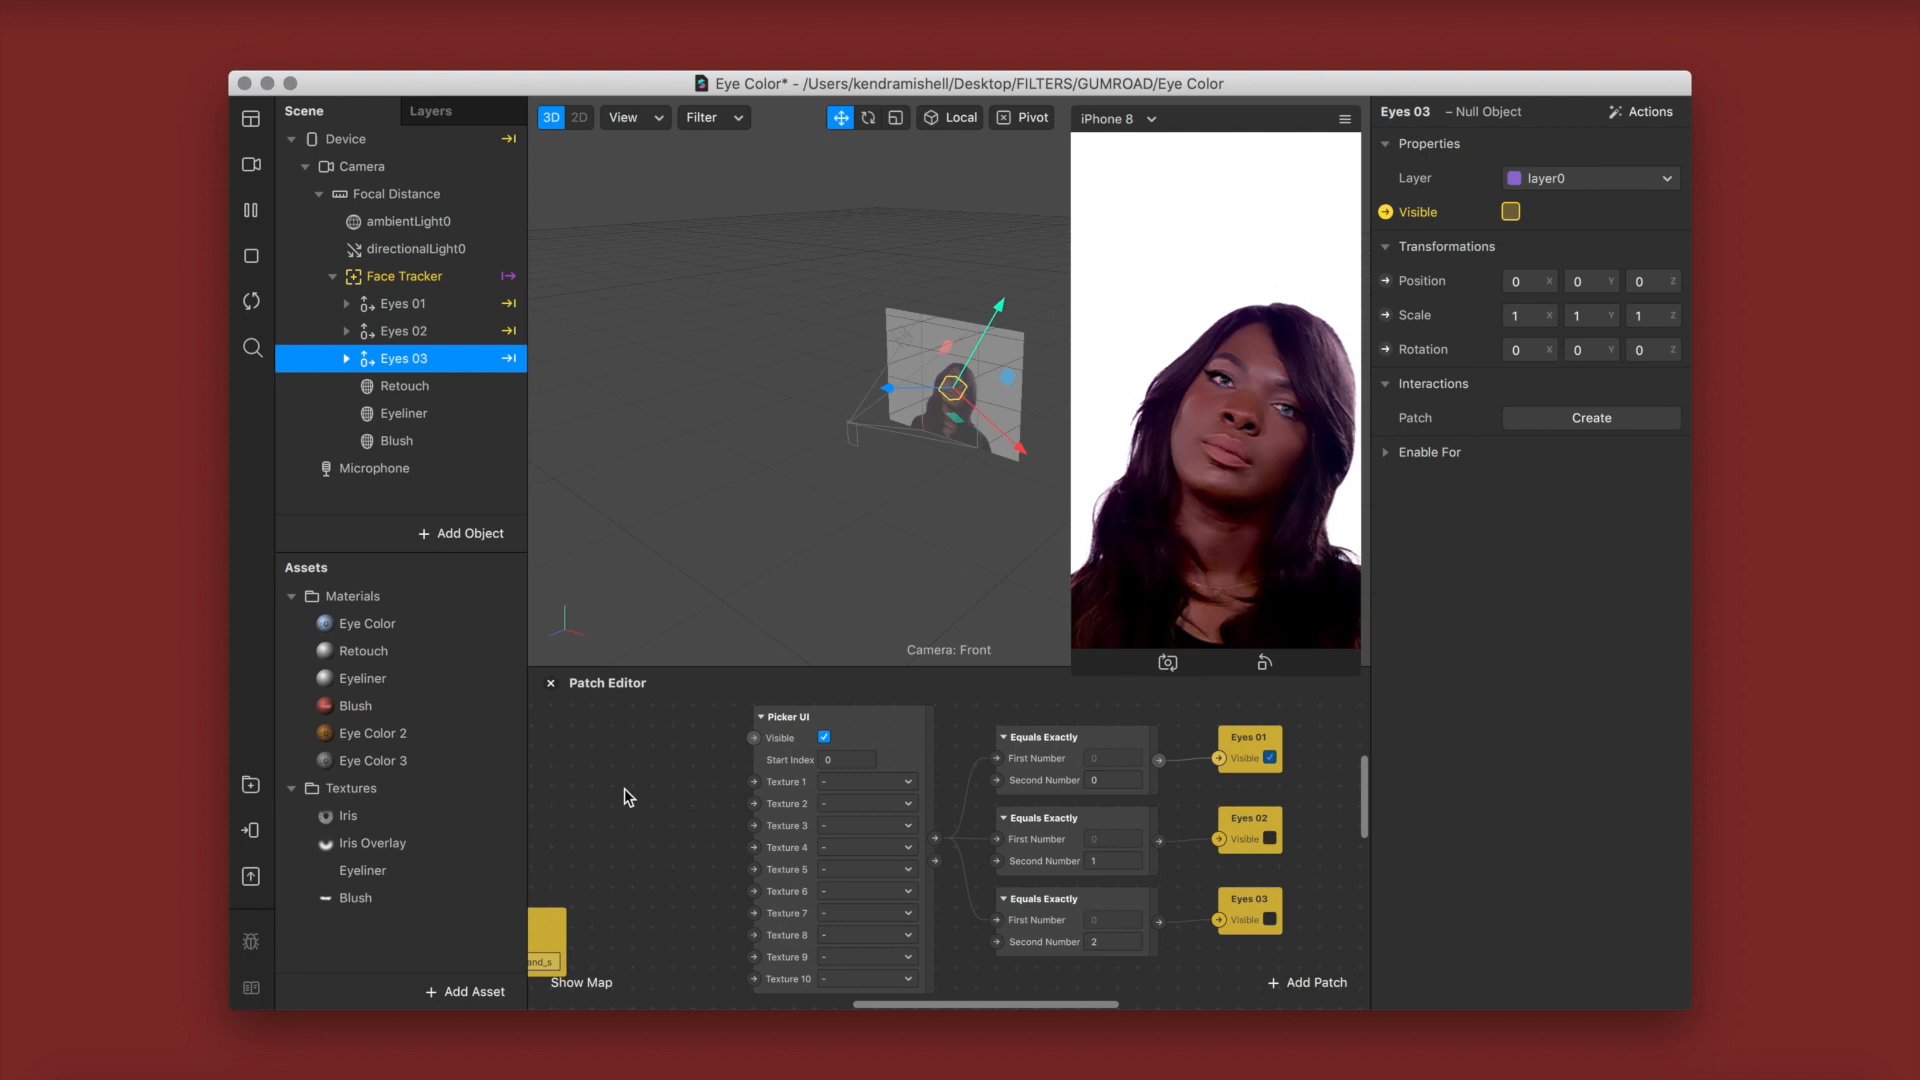 Eye Color* - /Users/kendramishell/Desktop/FILTERS/GUMROAD/Eye Color
Scene
Layers
Device
Camera
Focal Distance
ambientLight0
directionalLight0
Face Tracker
Eyes 01
Eyes 02
Eyes 03
Retouch
Eyeliner
Blush
Microphone
+ Add Object
Assets
Materials
Eye Color
Retouch
Eyeliner
Blush
Eye Color 2
Eye Color 3
Textures
Iris
Iris Overlay
Eyeliner
Blush
+ Add Asset
3D 2D View Filter Local Pivot
Camera: Front
iPhone 8
Patch Editor
and_s
Show Map
Picker UI
Visible
Start Index 0
Texture 1 -
Texture 2 -
Texture 3 -
Texture 4 -
Texture 5 -
Texture 6 -
Texture 7 -
Texture 8 -
Texture 9 -
Texture 10 -
Equals Exactly
First Number 0
Second Number 0
Equals Exactly
First Number 0
Second Number 1
Equals Exactly
First Number 0
Second Number 2
Eyes 01
Visible
Eyes 02
Visible
Eyes 03
Visible
+ Add Patch
Eyes 03 – Null Object Actions
Properties
Layer layer0
Visible
Transformations
Position 0 X 0 Y 0 Z
Scale 1 X 1 Y 1 Z
Rotation 0 X 0 Y 0 Z
Interactions
Patch Create
Enable For